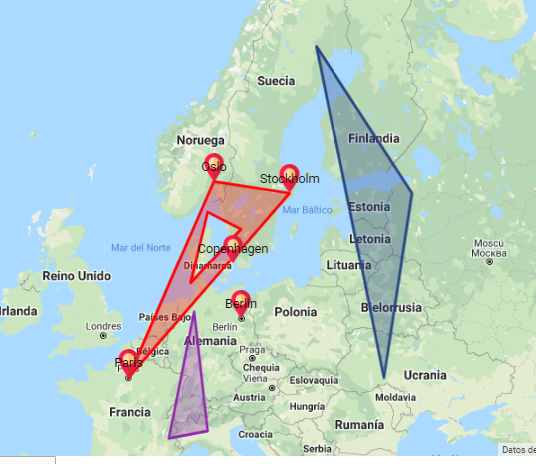 Suecia
Noruega
Finlandia
Oslo
Stockholm
Mar Báltico
Estonia
Letonia
Moscú
Москва
Mar del Norte
Copenhagen
Dinamarca
Lituania
Reino Unido
Irlanda
Berlin
Bielorrusia
Londres
Países Bajo
Berlín
Polonia
Alemania
Bélgica
Praga
Paris
Chequia
Ucrania
Viena
Eslovaquia
Austria
Moldavia
Francia
Hungría
Croacia
Rumanía
Serbia
Datos de